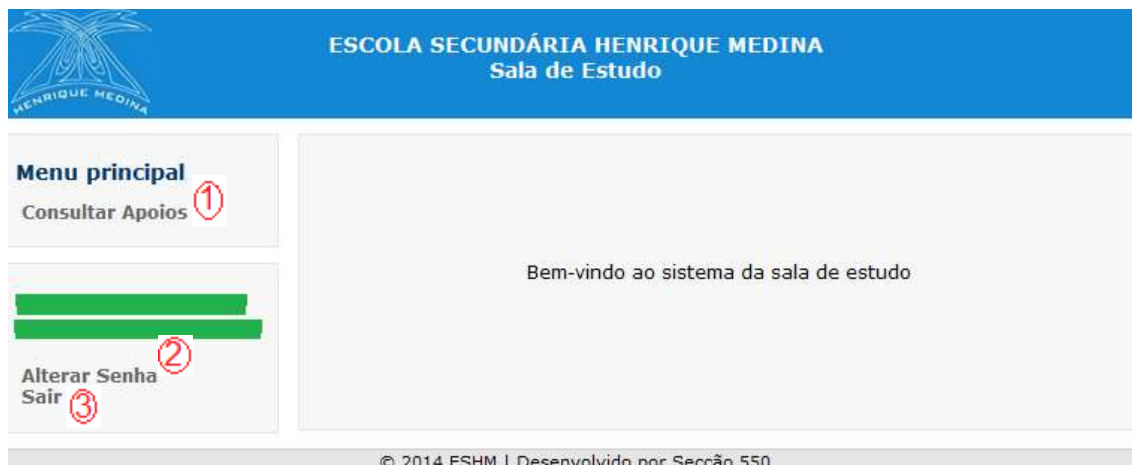 HENRIQUE MEDINA
ESCOLA SECUNDÁRIA HENRIQUE MEDINA
Sala de Estudo
Menu principal
Consultar Apoios 1
Bem-vindo ao sistema da sala de estudo
2
Alterar Senha
Sair 3
© 2014 ESHM | Desenvolvido por Secção 550